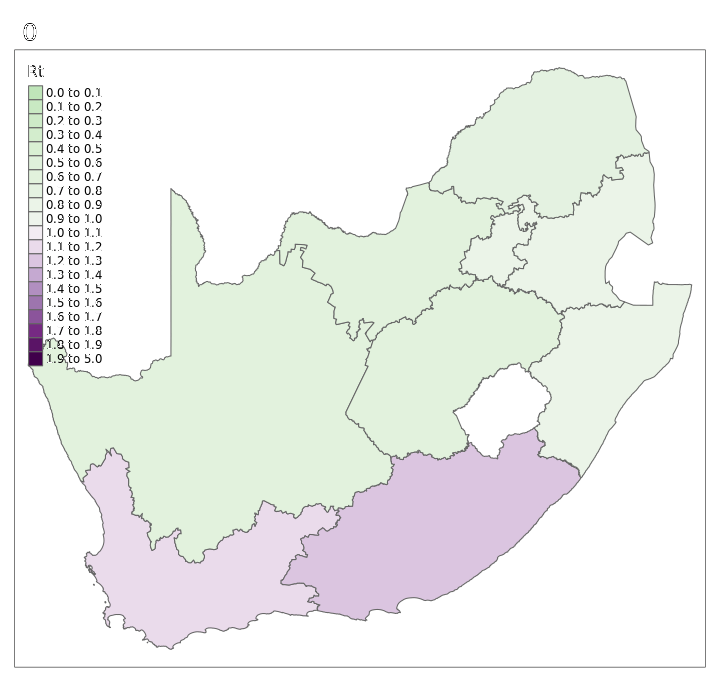 0
Rt
0.0 to 0.1
0.1 to 0.2
0.2 to 0.3
0.3 to 0.4
0.4 to 0.5
0.5 to 0.6
0.6 to 0.7
0.7 to 0.8
0.8 to 0.9
0.9 to 1.0
1.0 to 1.1
1.1 to 1.2
1.2 to 1.3
1.3 to 1.4
1.4 to 1.5
1.5 to 1.6
1.6 to 1.7
1.7 to 1.8
1.8 to 1.9
1.9 to 5.0